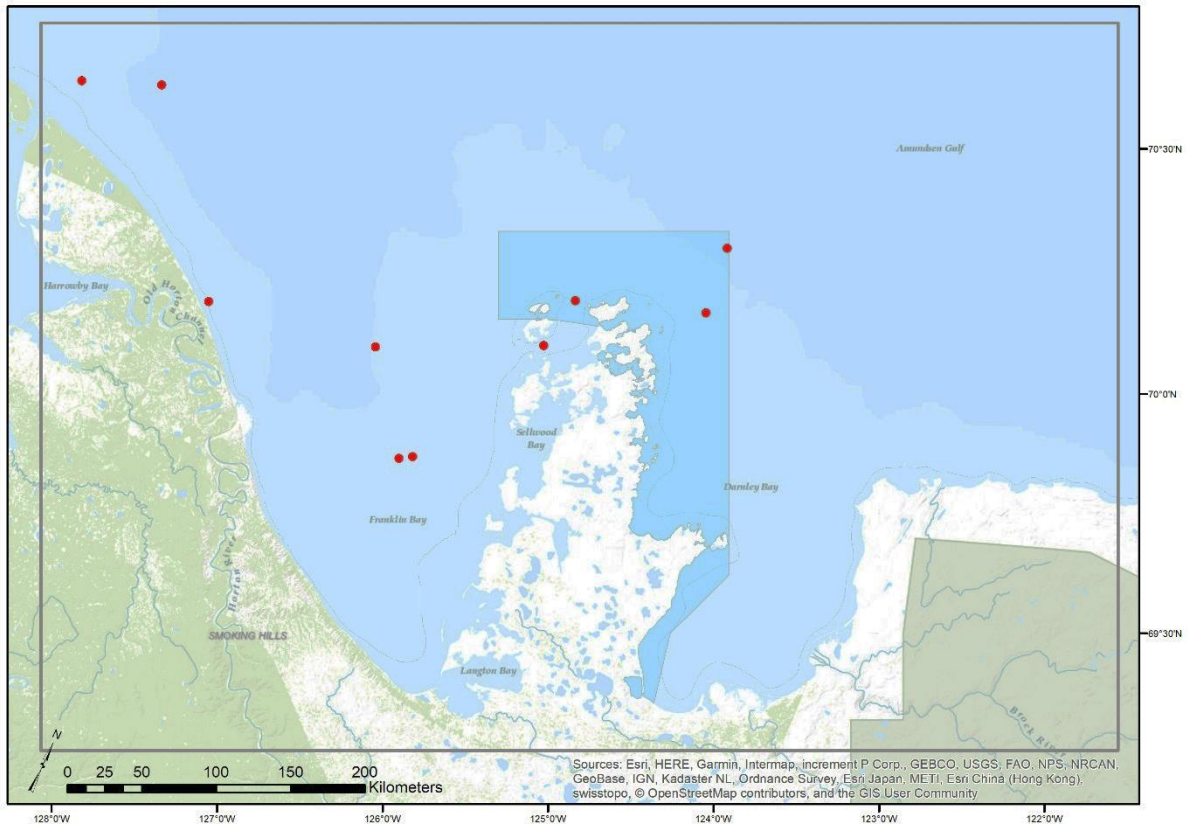 Amundsen Gulf
70°30'N
Harrowby Bay
Old Horton Channel
70°0'N
Sellwood
Bay
Darnley Bay
Franklin Bay
Horton River
SMOKING HILLS
69°30'N
Langton Bay
Brock River
N
0 25 50 100 150 200
Kilometers
Sources: Esri, HERE, Garmin, Intermap, increment P Corp., GEBCO, USGS, FAO, NPS, NRCAN,
GeoBase, IGN, Kadaster NL, Ordnance Survey, Esri Japan, METI, Esri China (Hong Kong),
swisstopo, © OpenStreetMap contributors, and the GIS User Community
128°0'W 127°0'W 126°0'W 125°0'W 124°0'W 123°0'W 122°0'W